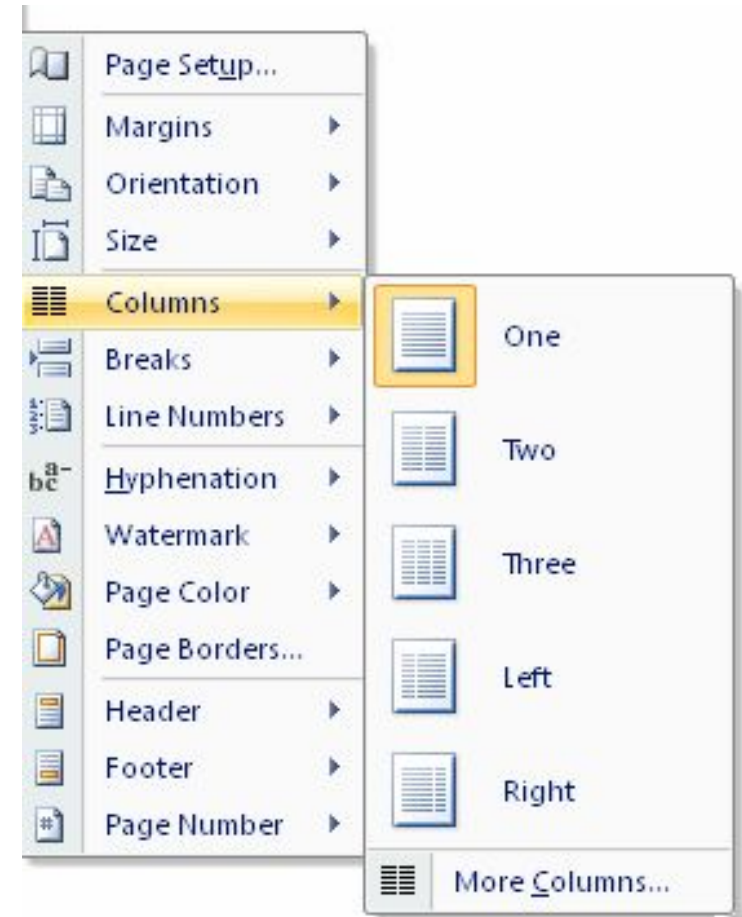 Page Setup...
Margins
Orientation
Size
Columns
Breaks
Line Numbers
Hyphenation
Watermark
Page Color
Page Borders...
Header
Footer
Page Number
One
Two
Three
Left
Right
More Columns...